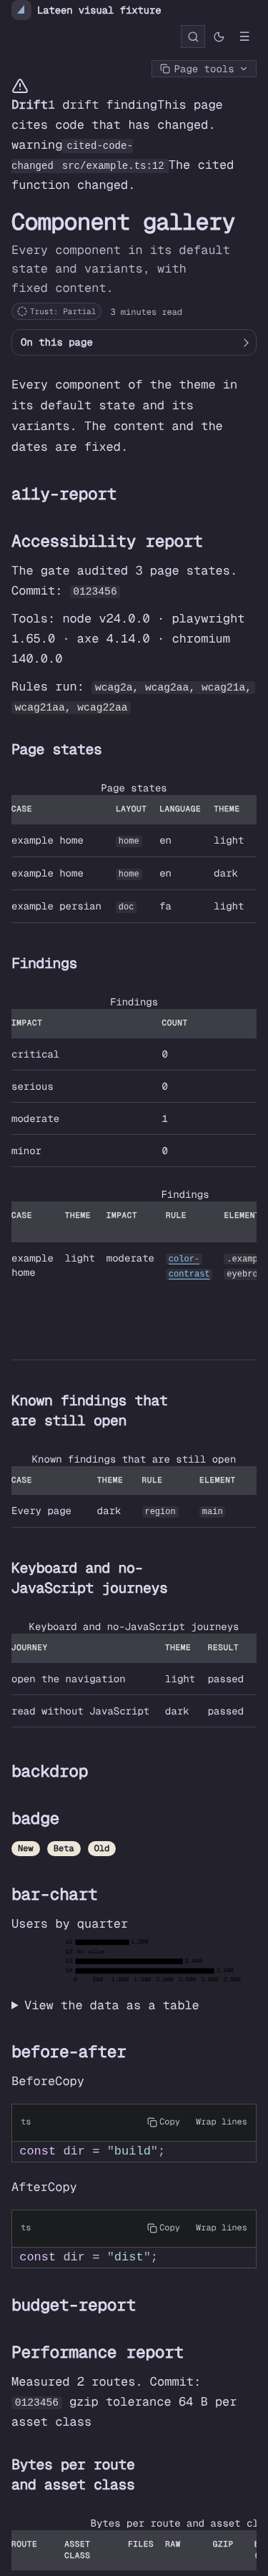 Lateen visual fixture
Page tools
Drift1 drift findingThis page
cites code that has changed.
warning cited-code-
changed src/example.ts:12 The cited
function changed.
Component gallery
Every component in its default
state and variants, with
fixed content.
Trust: Partial 3 minutes read
On this page
Every component of the theme in
its default state and its
variants. The content and the
dates are fixed.
a11y-report
Accessibility report
The gate audited 3 page states.
Commit: 0123456
Tools: node v24.0.0 · playwright
1.65.0 · axe 4.14.0 · chromium
140.0.0
Rules run: wcag2a, wcag2aa, wcag21a,
wcag21aa, wcag22aa
Page states
Page states
CASE LAYOUT LANGUAGE THEME
example home home en light
example home home en dark
example persian doc fa light
Findings
Findings
IMPACT COUNT
critical 0
serious 0
moderate 1
minor 0
Findings
CASE THEME IMPACT RULE ELEMENT
example light moderate color- .examp
home contrast eyebro
Known findings that
are still open
Known findings that are still open
CASE THEME RULE ELEMENT
Every page dark region main
Keyboard and no-
JavaScript journeys
Keyboard and no-JavaScript journeys
JOURNEY THEME RESULT
open the navigation light passed
read without JavaScript dark passed
backdrop
badge
New Beta Old
bar-chart
Users by quarter
View the data as a table
before-after
BeforeCopy
ts Copy Wrap lines
const dir = "build";
AfterCopy
ts Copy Wrap lines
const dir = "dist";
budget-report
Performance report
Measured 2 routes. Commit:
0123456 gzip tolerance 64 B per
asset class
Bytes per route
and asset class
Bytes per route and asset cl
ROUTE ASSET FILES RAW GZIP
CLASS